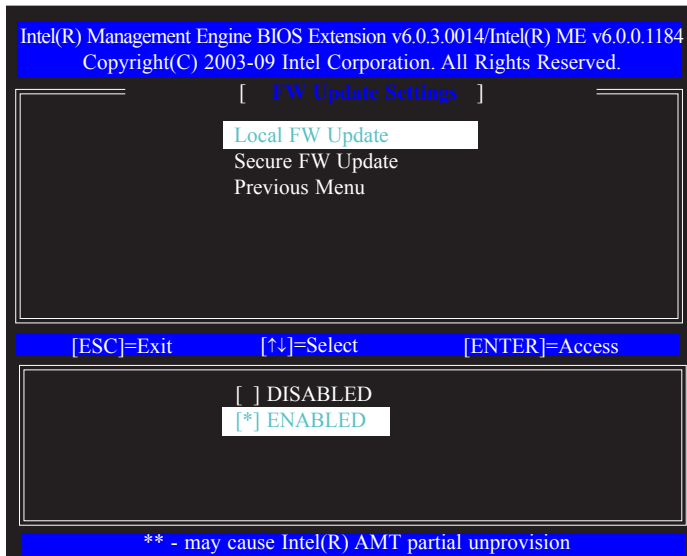 Intel(R) Management Engine BIOS Extension v6.0.3.0014/Intel(R) ME v6.0.0.1184
Copyright(C) 2003-09 Intel Corporation. All Rights Reserved.
[ FW Update Settings ]
Local FW Update
Secure FW Update
Previous Menu
[ESC]=Exit [↑↓]=Select [ENTER]=Access
[ ] DISABLED
[*] ENABLED
** - may cause Intel(R) AMT partial unprovision